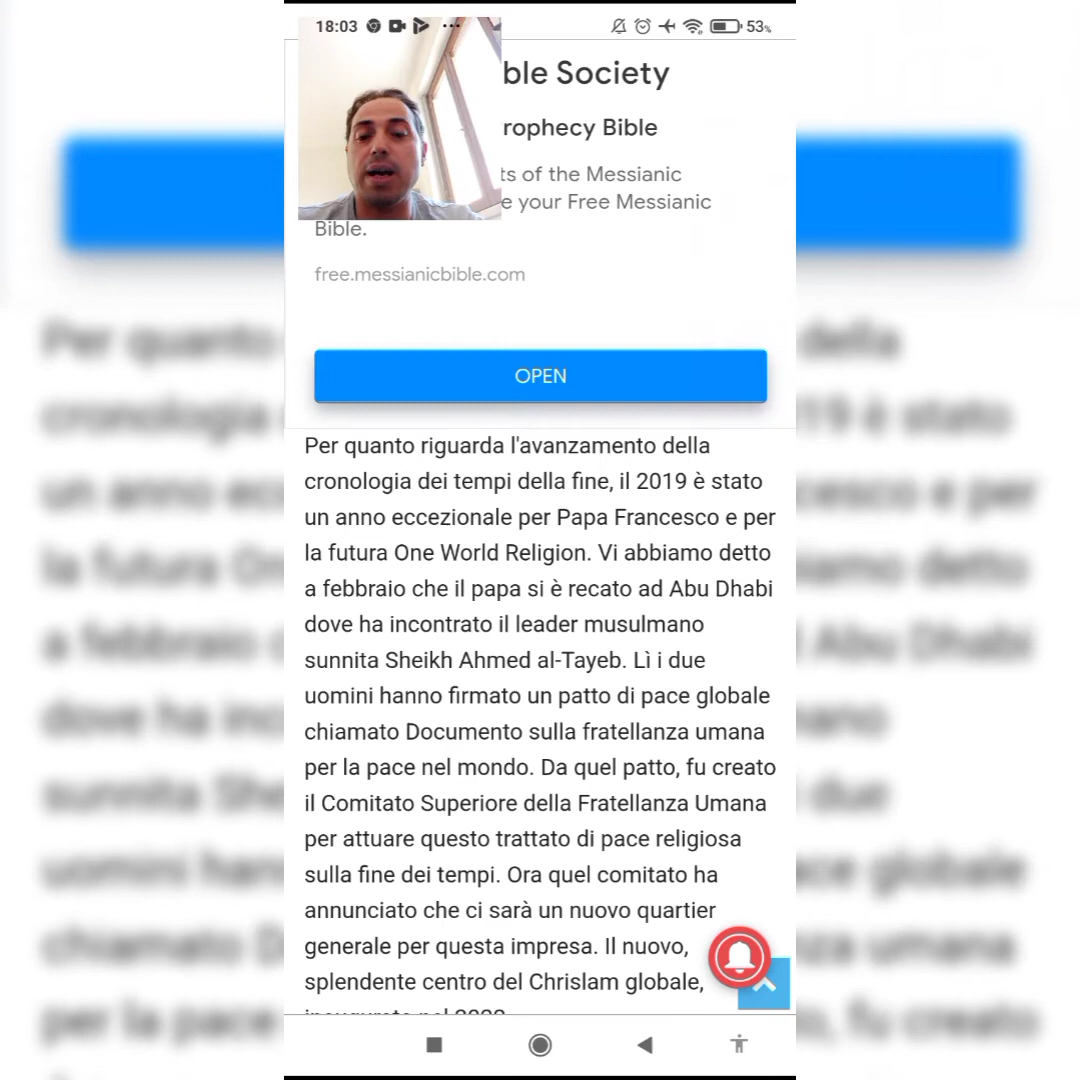 18:03
53%
ble Society
rophecy Bible
ts of the Messianic
e your Free Messianic
Bible.
free.messianicbible.com
OPEN
Per quanto riguarda l'avanzamento della
cronologia dei tempi della fine, il 2019 è stato
un anno eccezionale per Papa Francesco e per
la futura One World Religion. Vi abbiamo detto
a febbraio che il papa si è recato ad Abu Dhabi
dove ha incontrato il leader musulmano
sunnita Sheikh Ahmed al-Tayeb. Lì i due
uomini hanno firmato un patto di pace globale
chiamato Documento sulla fratellanza umana
per la pace nel mondo. Da quel patto, fu creato
il Comitato Superiore della Fratellanza Umana
per attuare questo trattato di pace religiosa
sulla fine dei tempi. Ora quel comitato ha
annunciato che ci sarà un nuovo quartier
generale per questa impresa. Il nuovo,
splendente centro del Chrislam globale,